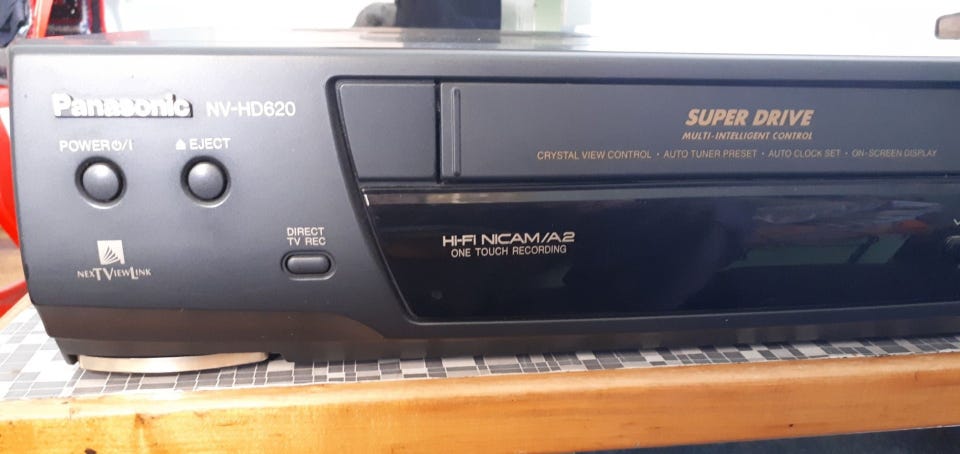 Panasonic NV-HD620
POWER ⏻/I
⏏ EJECT
DIRECT
TV REC
NEXTVIEWLINK
SUPER DRIVE
MULTI-INTELLIGENT CONTROL
CRYSTAL VIEW CONTROL • AUTO TUNER PRESET • AUTO CLOCK SET • ON-SCREEN DISPLAY
HI-FI NICAM/A2
ONE TOUCH RECORDING